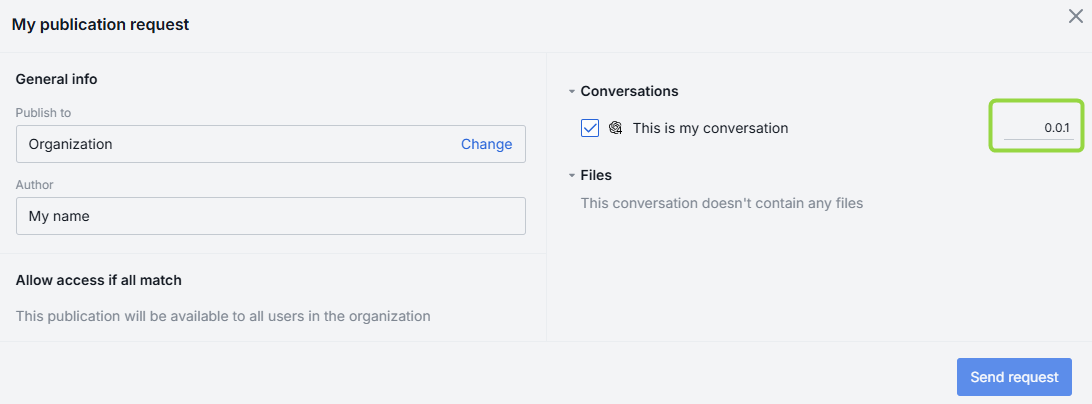 My publication request
General info
Publish to
Organization
Change
Author
My name
Allow access if all match
This publication will be available to all users in the organization
Conversations
This is my conversation
0.0.1
Files
This conversation doesn't contain any files
Send request